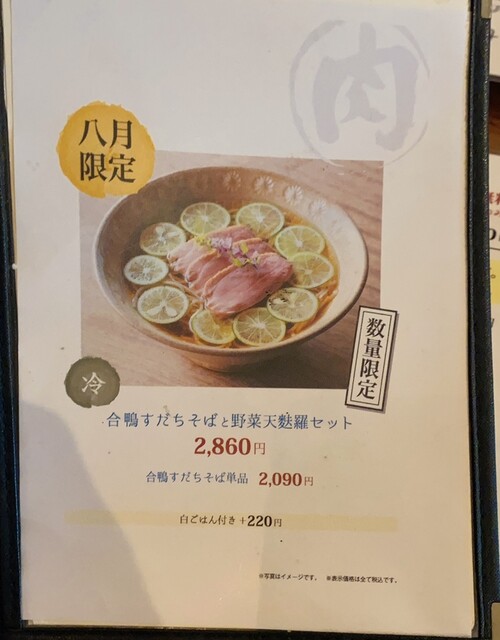 肉
八月
限定
数量限定
冷
合鴨すだちそばと野菜天麩羅セット
2,860円
合鴨すだちそば単品 2,090円
白ごはん付き+220円
※写真はイメージです。 ※表示価格は全て税込です。